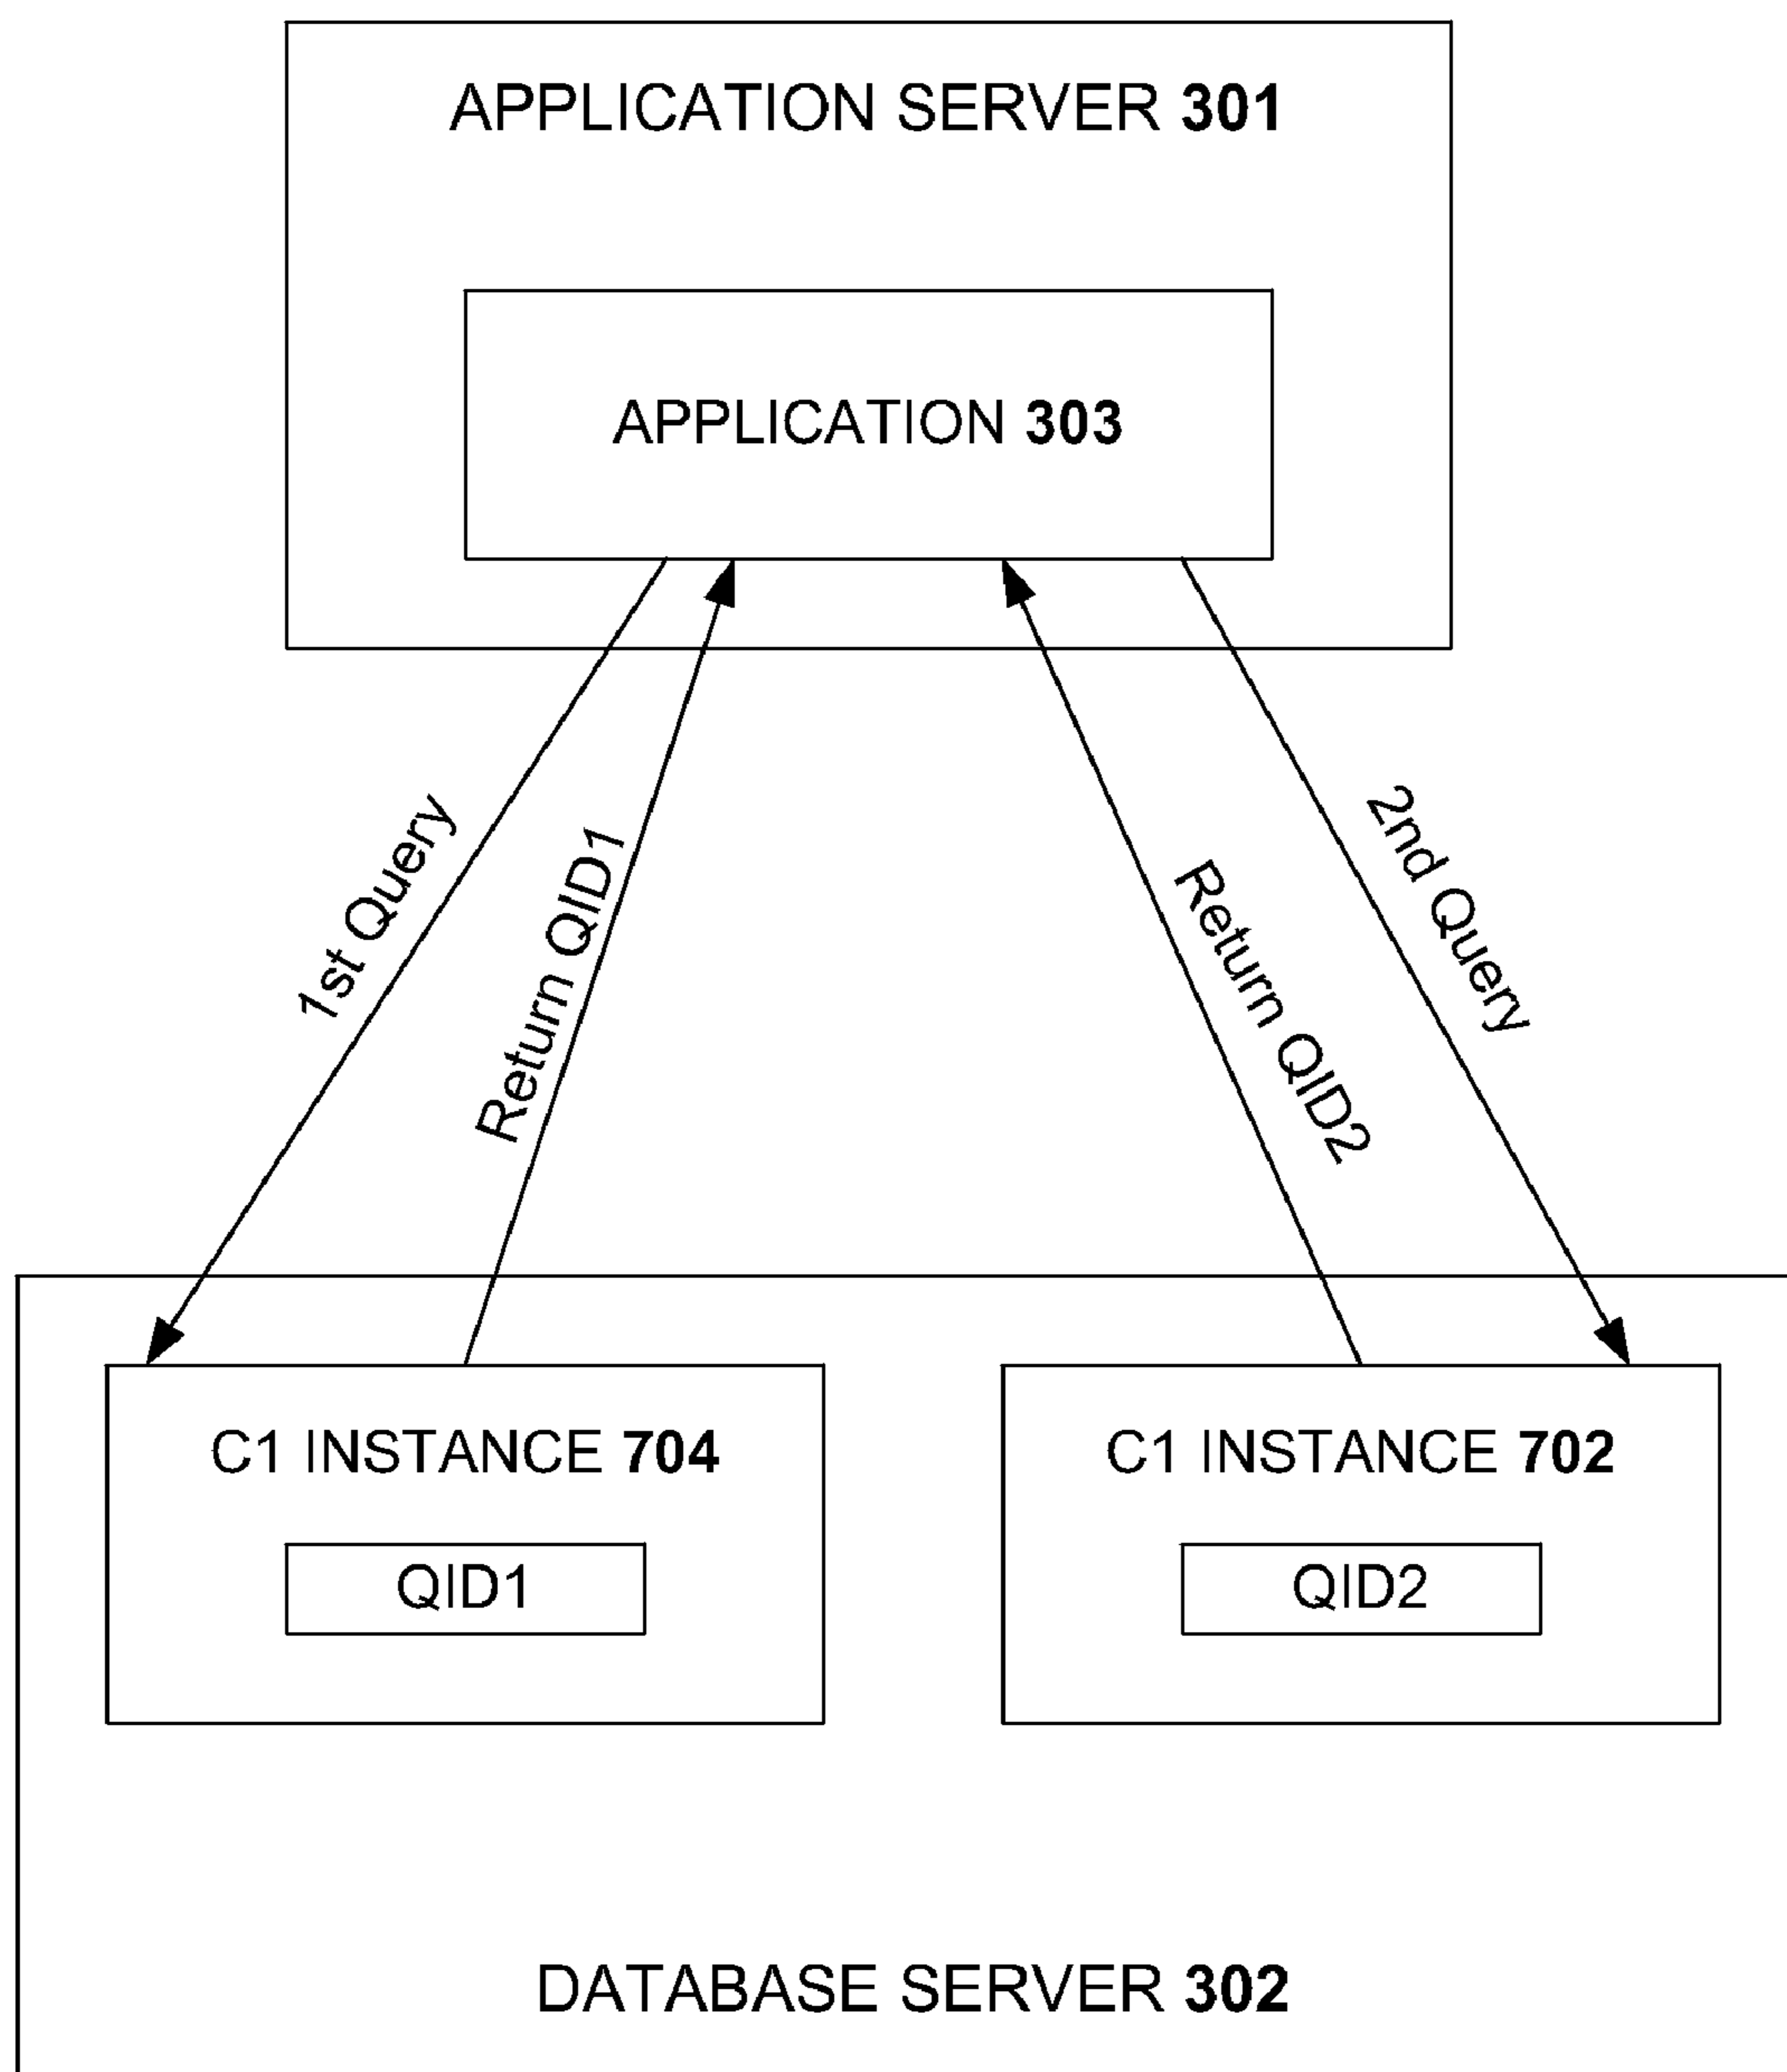 APPLICATION SERVER 301
APPLICATION 303
1st Query
Return QID1
Return QID2
2nd Query
C1 INSTANCE 704
QID1
C1 INSTANCE 702
QID2
DATABASE SERVER 302